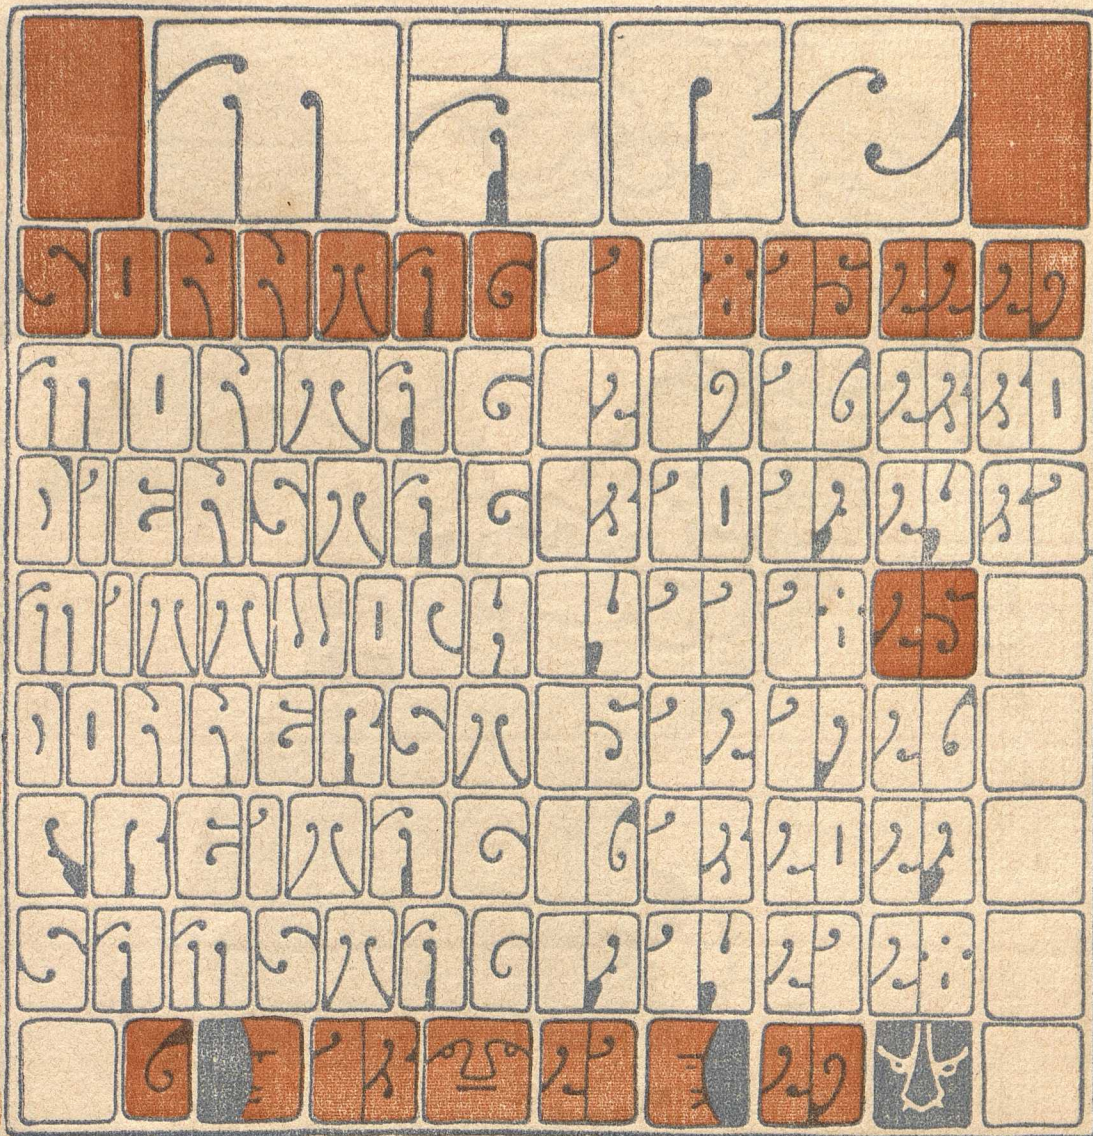 MÄRZ
SONNTAG 1 8 15 22 29
MONTAG 2 9 16 23 30
DIENSTAG 3 10 17 24 31
MITTWOCH 4 11 18 25
DONNERST 5 12 19 26
FREITAG 6 13 20 27
SAMSTAG 7 14 21 28
6 13 21 29